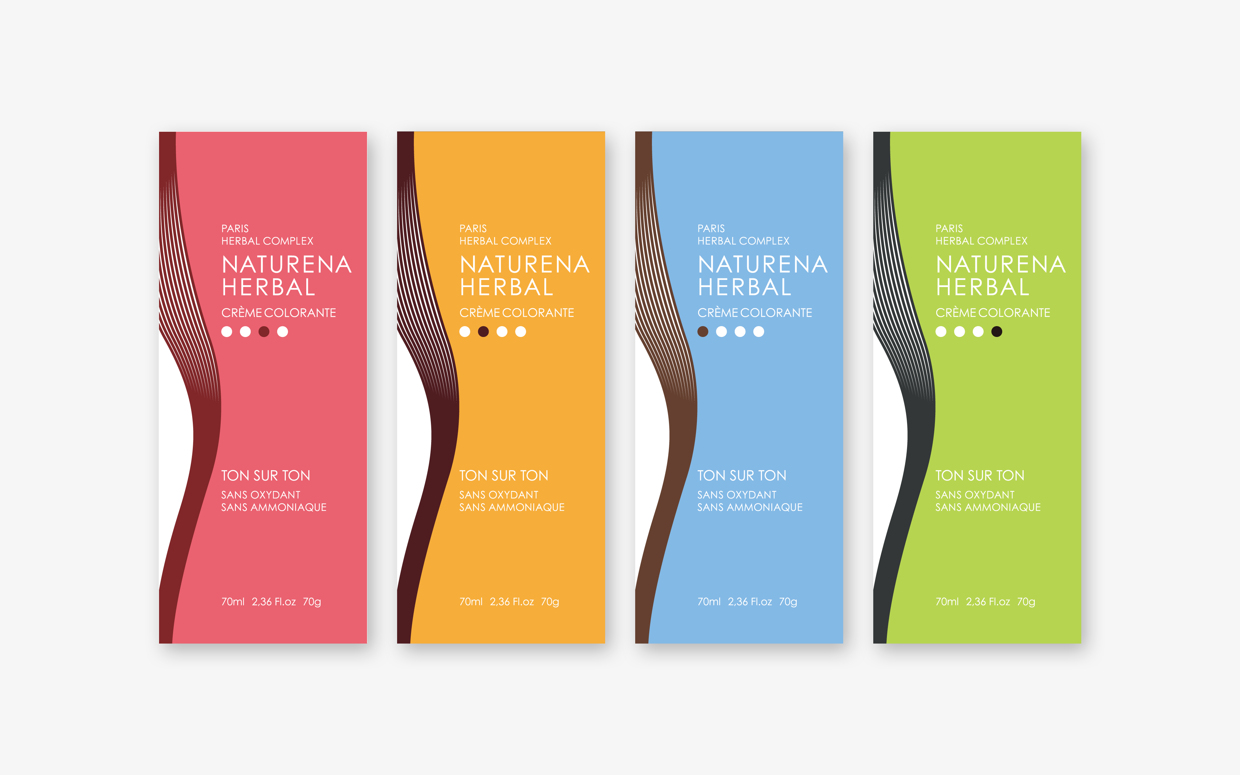 PARIS
HERBAL COMPLEX
NATURENA
HERBAL
CRÈME COLORANTE
TON SUR TON
SANS OXYDANT
SANS AMMONIAQUE
70ml 2,36 Fl.oz 70g
PARIS
HERBAL COMPLEX
NATURENA
HERBAL
CRÈME COLORANTE
TON SUR TON
SANS OXYDANT
SANS AMMONIAQUE
70ml 2,36 Fl.oz 70g
PARIS
HERBAL COMPLEX
NATURENA
HERBAL
CRÈME COLORANTE
TON SUR TON
SANS OXYDANT
SANS AMMONIAQUE
70ml 2,36 Fl.oz 70g
PARIS
HERBAL COMPLEX
NATURENA
HERBAL
CRÈME COLORANTE
TON SUR TON
SANS OXYDANT
SANS AMMONIAQUE
70ml 2,36 Fl.oz 70g